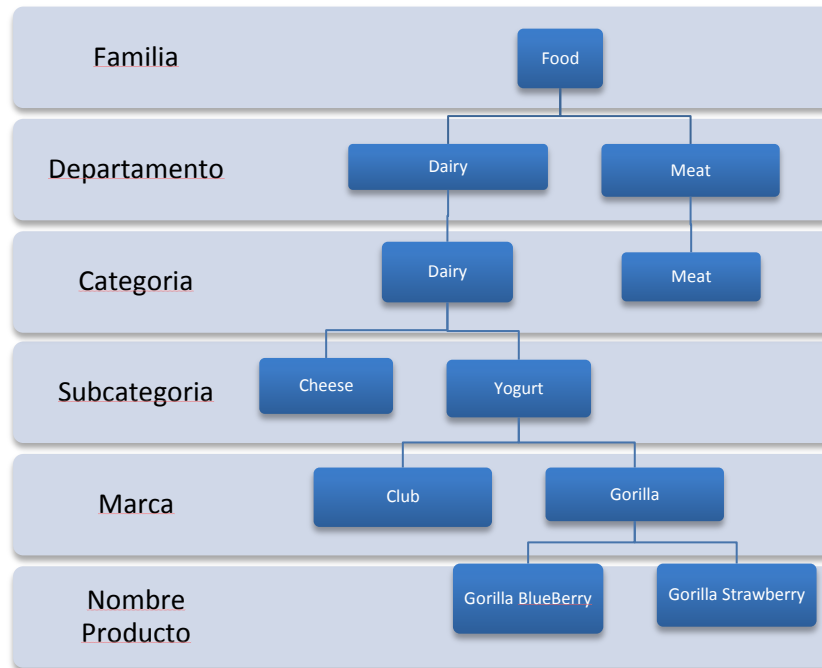 Familia
Food
Departamento
Dairy
Meat
Categoria
Dairy
Meat
Subcategoria
Cheese
Yogurt
Marca
Club
Gorilla
Nombre
Producto
Gorilla BlueBerry
Gorilla Strawberry